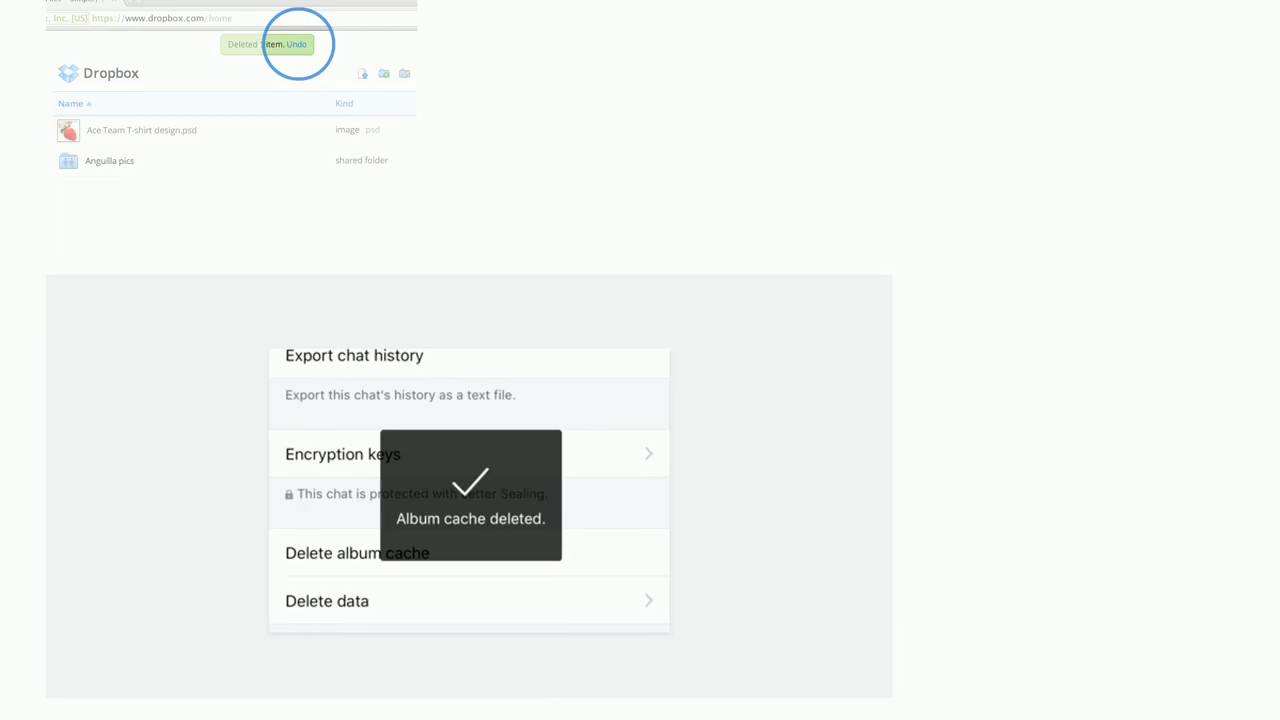 , Inc. [US] https://www.dropbox.com/home
Deleted 1 item. Undo
Dropbox
Name Kind
Ace Team T-shirt design.psd image psd
Anguilla pics shared folder
Export chat history
Export this chat's history as a text file.
Encryption keys
This chat is protected with Letter Sealing.
Album cache deleted.
Delete album cache
Delete data